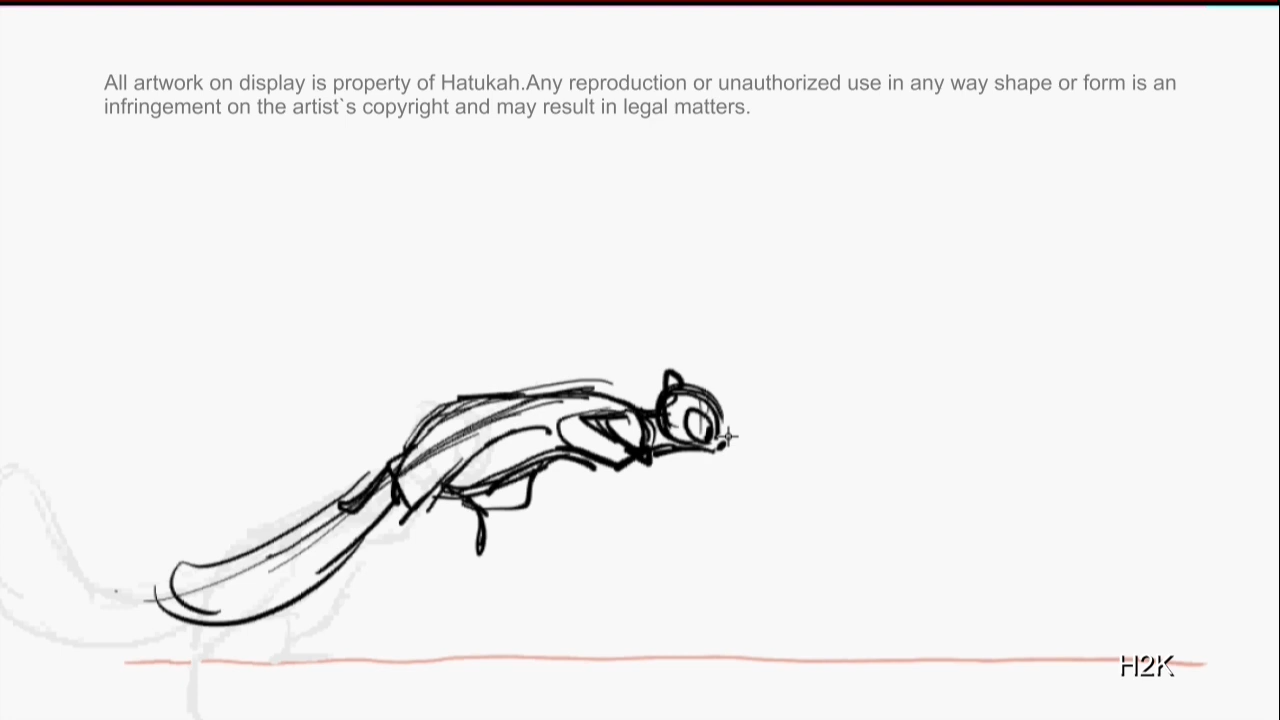 All artwork on display is property of Hatukah.Any reproduction or unauthorized use in any way shape or form is an
infringement on the artist`s copyright and may result in legal matters.
H2K